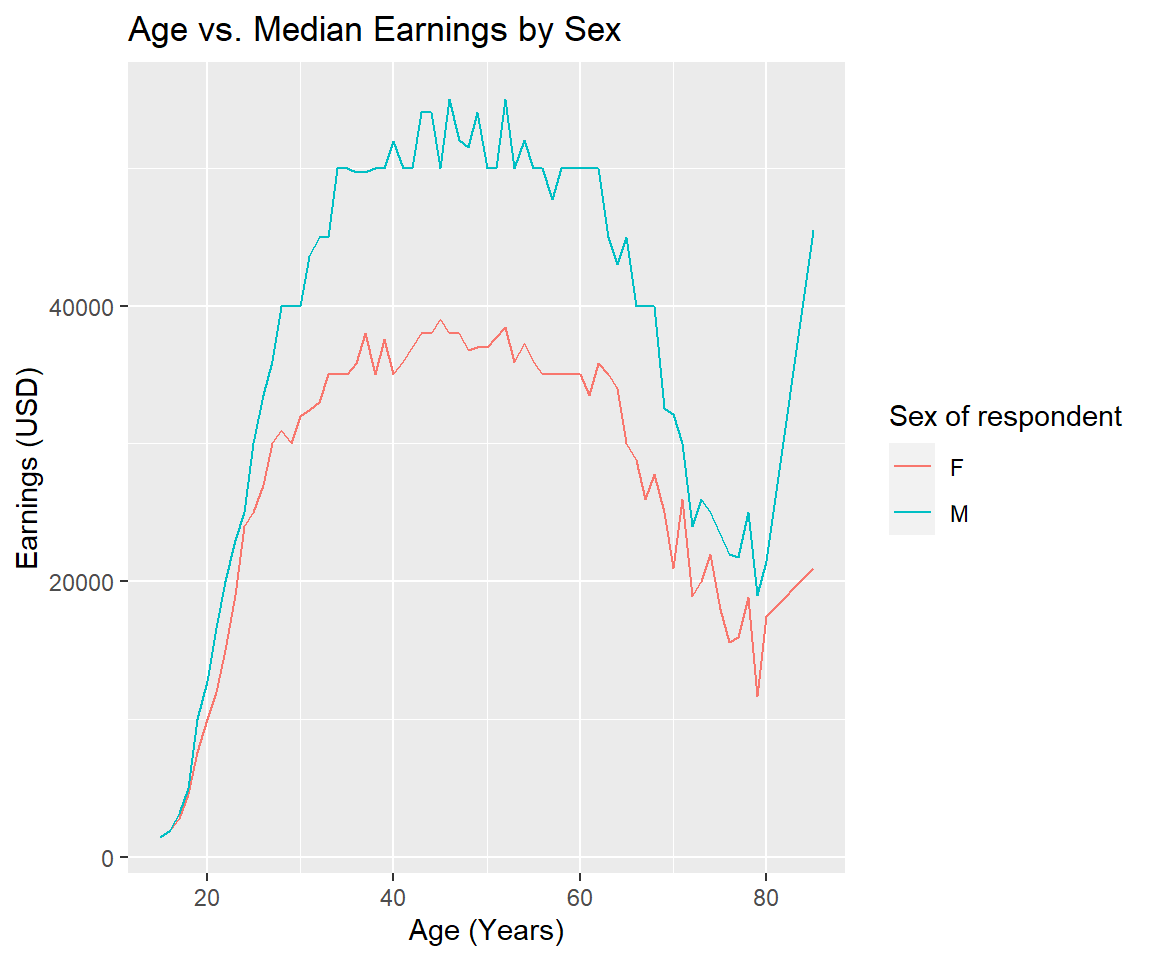 Age vs. Median Earnings by Sex
Earnings (USD)
40000
20000
0
20 40 60 80
Age (Years)
Sex of respondent
F
M